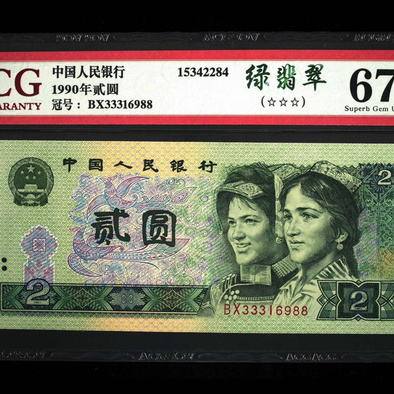 CG
中国人民银行
15342284
绿翡翠
67
ARRANTY
1990年贰圆
冠号： BX33316988
(☆☆☆)
Superb Gem U
中国人民银行
2
贰圆
2
BX33316988
2